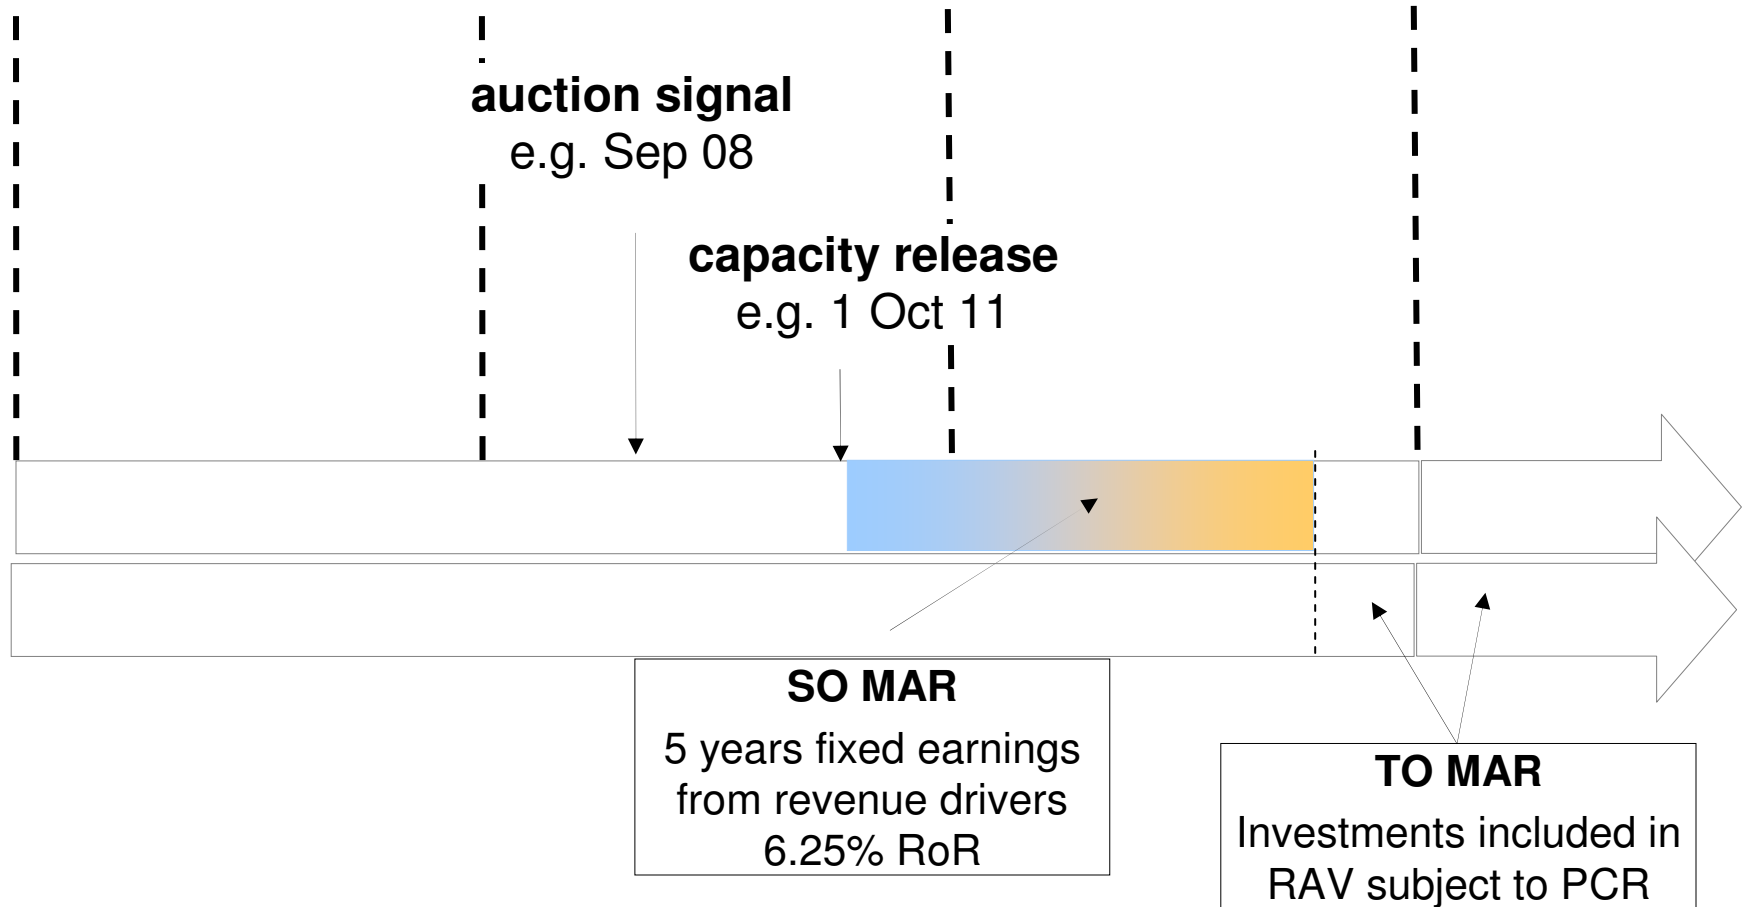 auction signal
e.g. Sep 08
capacity release
e.g. 1 Oct 11
SO MAR
5 years fixed earnings
from revenue drivers
6.25% RoR
TO MAR
Investments included in
RAV subject to PCR